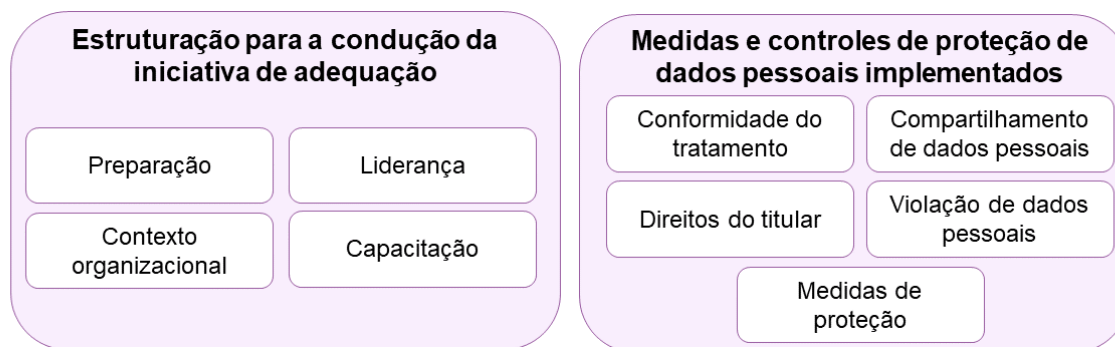 Estruturação para a condução da
iniciativa de adequação
Preparação
Liderança
Contexto
organizacional
Capacitação
Medidas e controles de proteção de
dados pessoais implementados
Conformidade do
tratamento
Compartilhamento
de dados pessoais
Direitos do titular
Violação de dados
pessoais
Medidas de
proteção